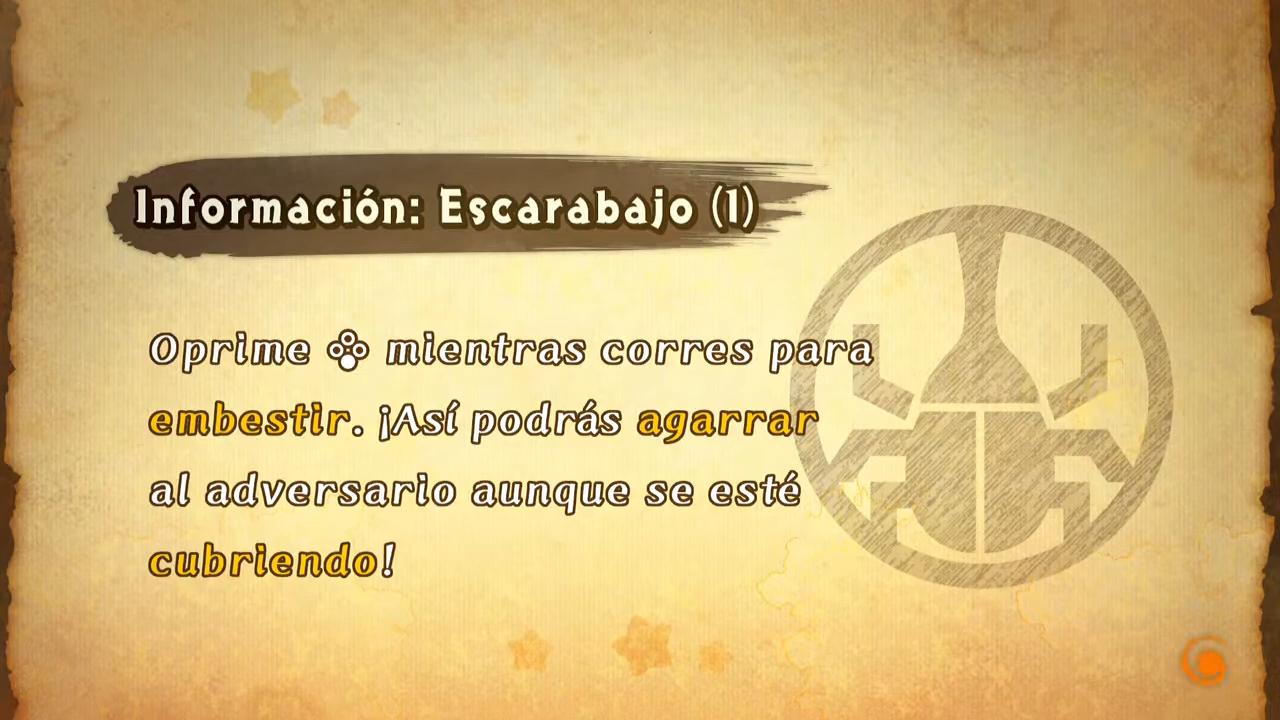 Información: Escarabajo (1)
Oprime mientras corres para
embestir. ¡Así podrás agarrar
al adversario aunque se esté
cubriendo!